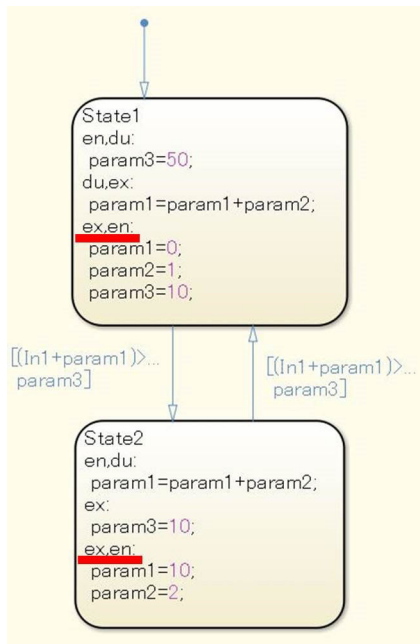 State1
en,du:
param3=50;
du,ex:
param1=param1+param2;
ex,en:
param1=0;
param2=1;
param3=10;
[(In1+param1)>...
param3]
[(In1+param1)>...
param3]
State2
en,du:
param1=param1+param2;
ex:
param3=10;
ex,en:
param1=10;
param2=2;